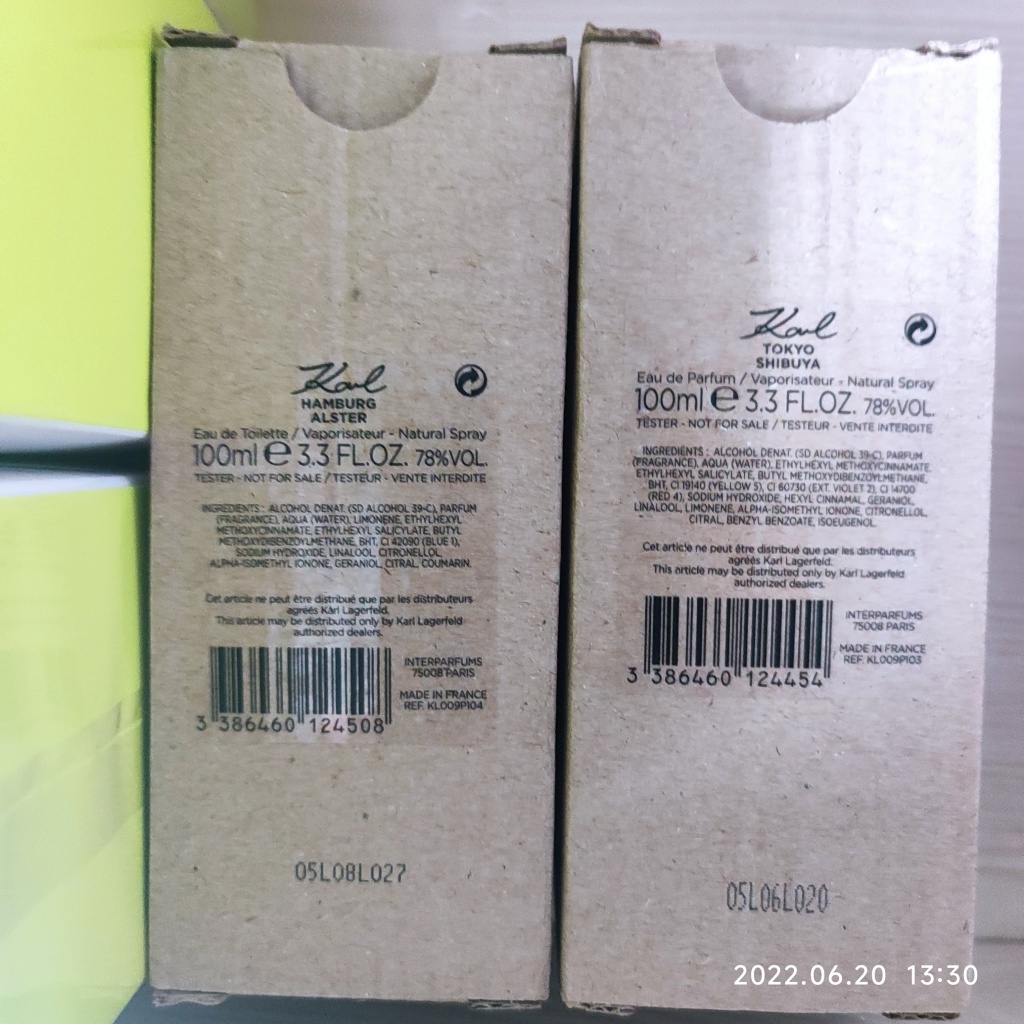 Karl
HAMBURG
ALSTER
Eau de Toilette / Vaporisateur - Natural Spray
100ml e 3.3 FL.OZ. 78%VOL.
TESTER - NOT FOR SALE / TESTEUR - VENTE INTERDITE
INGREDIENTS : ALCOHOL DENAT. (SD ALCOHOL 39-C), PARFUM
(FRAGRANCE), AQUA (WATER), LIMONENE, ETHYLHEXYL
METHOXYCINNAMATE, ETHYLHEXYL SALICYLATE, BUTYL
METHOXYDIBENZOYLMETHANE, BHT, CI 42090 (BLUE 1),
SODIUM HYDROXIDE, LINALOOL, CITRONELLOL,
ALPHA-ISOMETHYL IONONE, GERANIOL, CITRAL, COUMARIN.
Cet article ne peut être distribué que par les distributeurs
agréés Karl Lagerfeld.
This article may be distributed only by Karl Lagerfeld
authorized dealers.
INTERPARFUMS
75008 PARIS
MADE IN FRANCE
REF. KL009P104
3 386460 124508
05L08L027
Karl
TOKYO
SHIBUYA
Eau de Parfum / Vaporisateur - Natural Spray
100ml e 3.3 FL.OZ. 78%VOL.
TESTER - NOT FOR SALE / TESTEUR - VENTE INTERDITE
INGREDIENTS : ALCOHOL DENAT. (SD ALCOHOL 39-C), PARFUM
(FRAGRANCE), AQUA (WATER), ETHYLHEXYL METHOXYCINNAMATE,
ETHYLHEXYL SALICYLATE, BUTYL METHOXYDIBENZOYLMETHANE,
BHT, CI 19140 (YELLOW 5), CI 60730 (EXT. VIOLET 2), CI 14700
(RED 4), SODIUM HYDROXIDE, HEXYL CINNAMAL, GERANIOL,
LINALOOL, LIMONENE, ALPHA-ISOMETHYL IONONE, CITRONELLOL,
CITRAL, BENZYL BENZOATE, ISOEUGENOL.
Cet article ne peut être distribué que par les distributeurs
agréés Karl Lagerfeld.
This article may be distributed only by Karl Lagerfeld
authorized dealers.
INTERPARFUMS
75008 PARIS
MADE IN FRANCE
REF. KL009P103
3 386460 124454
05L06L020
2022.06.20 13:30